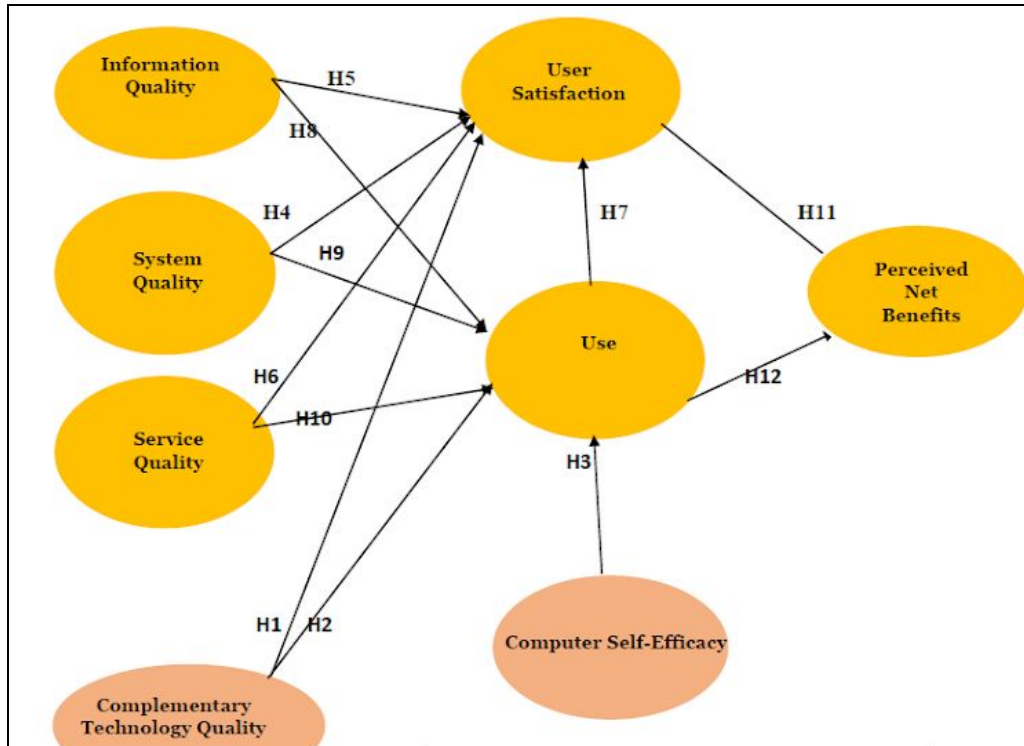 Information
Quality
H5
User
Satisfaction
H8
H4
H7
H11
System
Quality
H9
Perceived
Net
Benefits
Use
H6
H10
H12
Service
Quality
H3
H1
H2
Computer Self-Efficacy
Complementary
Technology Quality